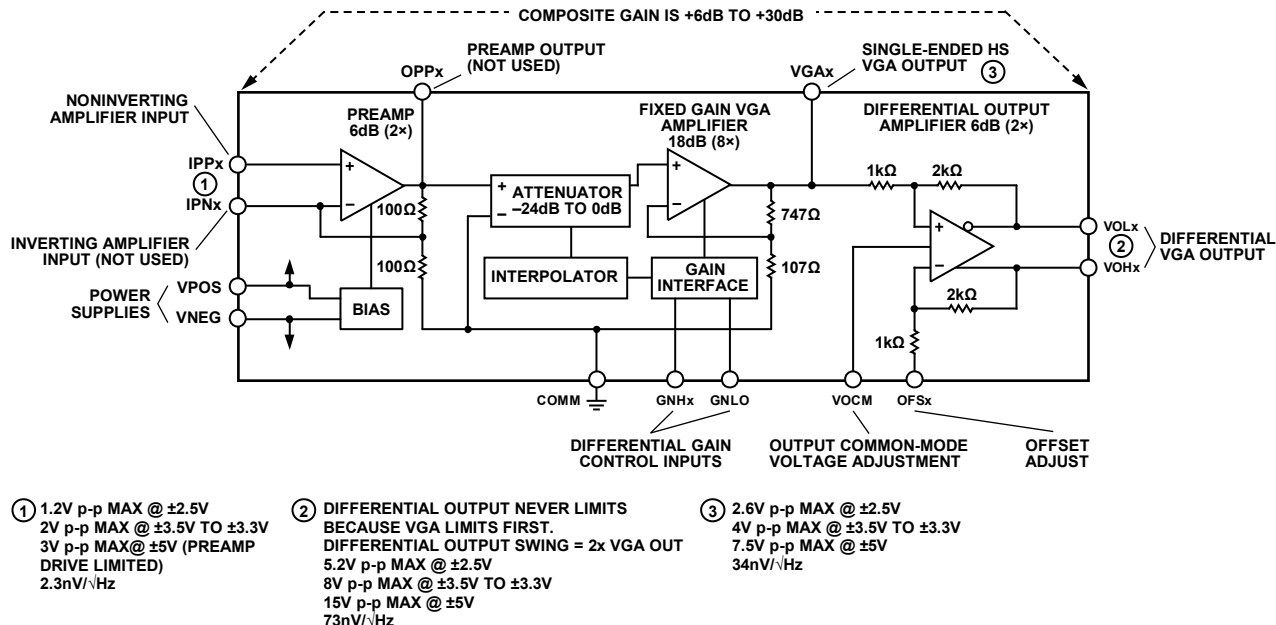 COMPOSITE GAIN IS +6dB TO +30dB
PREAMP OUTPUT
(NOT USED)
OPPx
VGAx
SINGLE-ENDED HS
VGA OUTPUT
3
NONINVERTING
AMPLIFIER INPUT
PREAMP
6dB (2×)
FIXED GAIN VGA
AMPLIFIER
18dB (8×)
DIFFERENTIAL OUTPUT
AMPLIFIER 6dB (2×)
IPPx
1
IPNx
+
–
100Ω
100Ω
+
–
ATTENUATOR
–24dB TO 0dB
+
–
747Ω
107Ω
1kΩ
2kΩ
+
–
2kΩ
1kΩ
VOLx
2
VOHx
DIFFERENTIAL
VGA OUTPUT
INVERTING AMPLIFIER
INPUT (NOT USED)
INTERPOLATOR
GAIN
INTERFACE
POWER
SUPPLIES
VPOS
VNEG
BIAS
COMM
GNHx
GNLO
VOCM
OFSx
DIFFERENTIAL GAIN
CONTROL INPUTS
OUTPUT COMMON-MODE
VOLTAGE ADJUSTMENT
OFFSET
ADJUST
1 1.2V p-p MAX @ ±2.5V
2V p-p MAX @ ±3.5V TO ±3.3V
3V p-p MAX@ ±5V (PREAMP
DRIVE LIMITED)
2.3nV/√Hz
2 DIFFERENTIAL OUTPUT NEVER LIMITS
BECAUSE VGA LIMITS FIRST.
DIFFERENTIAL OUTPUT SWING = 2x VGA OUT
5.2V p-p MAX @ ±2.5V
8V p-p MAX @ ±3.5V TO ±3.3V
15V p-p MAX @ ±5V
73nV/√Hz
3 2.6V p-p MAX @ ±2.5V
4V p-p MAX @ ±3.5V TO ±3.3V
7.5V p-p MAX @ ±5V
34nV/√Hz